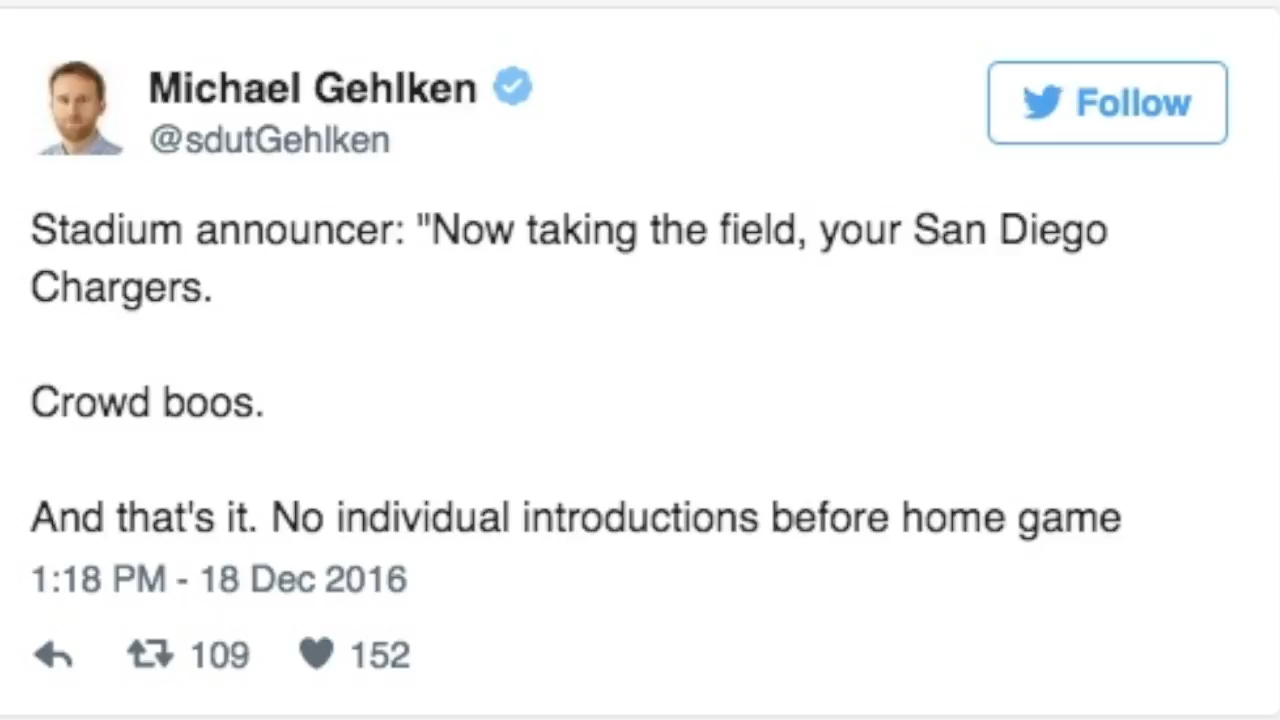 Michael Gehlken
@sdutGehlken
Follow
Stadium announcer: "Now taking the field, your San Diego
Chargers.
Crowd boos.
And that's it. No individual introductions before home game
1:18 PM - 18 Dec 2016
109 152